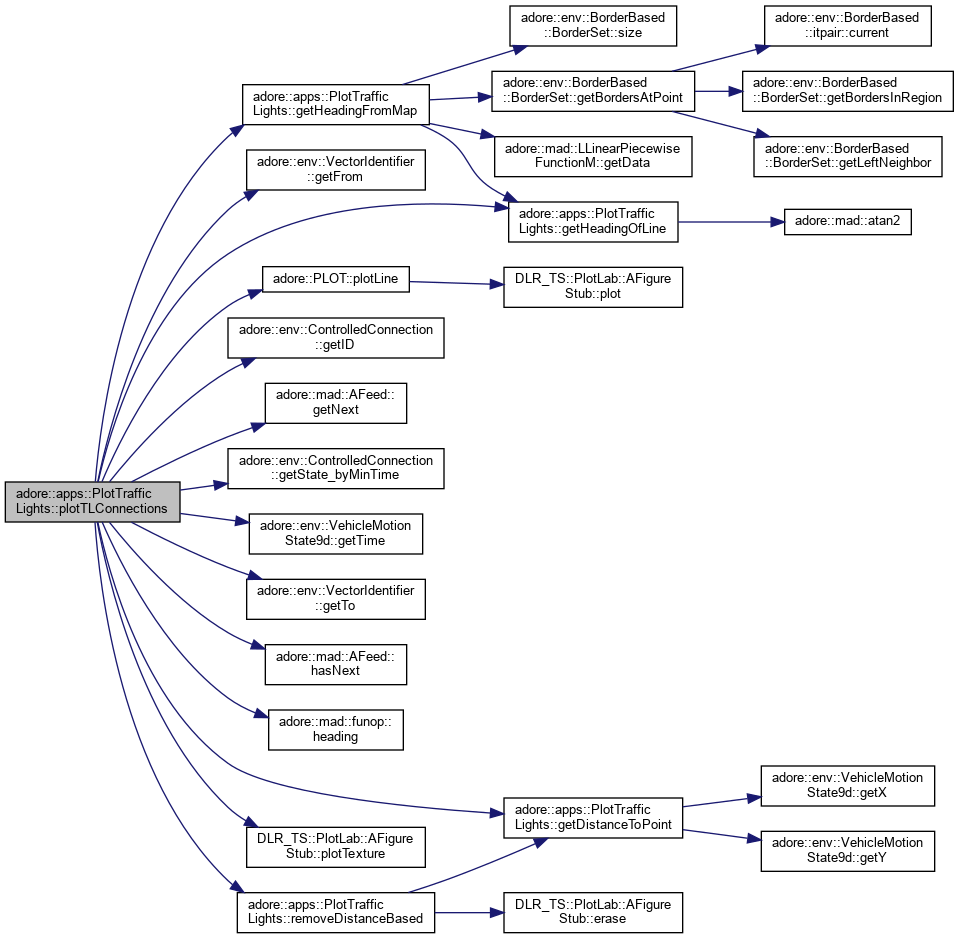 adore::apps::PlotTraffic
Lights::plotTLConnections
adore::apps::PlotTraffic
Lights::getHeadingFromMap
adore::env::VectorIdentifier
::getFrom
adore::PLOT::plotLine
adore::env::ControlledConnection
::getID
adore::mad::AFeed::
getNext
adore::env::ControlledConnection
::getState_byMinTime
adore::env::VehicleMotion
State9d::getTime
adore::env::VectorIdentifier
::getTo
adore::mad::AFeed::
hasNext
adore::mad::funop::
heading
DLR_TS::PlotLab::AFigure
Stub::plotTexture
adore::apps::PlotTraffic
Lights::removeDistanceBased
adore::env::BorderBased
::BorderSet::size
adore::env::BorderBased
::BorderSet::getBordersAtPoint
adore::mad::LLinearPiecewise
FunctionM::getData
adore::apps::PlotTraffic
Lights::getHeadingOfLine
DLR_TS::PlotLab::AFigure
Stub::plot
adore::apps::PlotTraffic
Lights::getDistanceToPoint
DLR_TS::PlotLab::AFigure
Stub::erase
adore::env::BorderBased
::itpair::current
adore::env::BorderBased
::BorderSet::getBordersInRegion
adore::env::BorderBased
::BorderSet::getLeftNeighbor
adore::mad::atan2
adore::env::VehicleMotion
State9d::getX
adore::env::VehicleMotion
State9d::getY